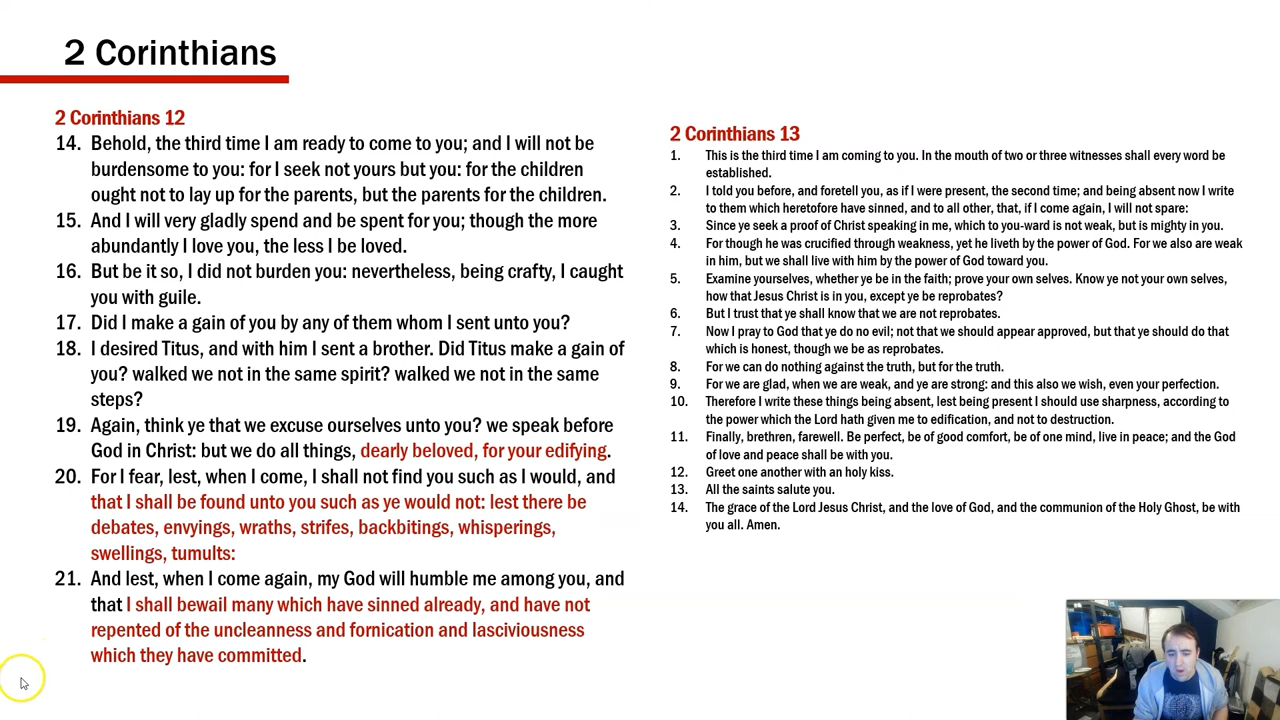 2 Corinthians
2 Corinthians 12
14. Behold, the third time I am ready to come to you; and I will not be
burdensome to you: for I seek not yours but you: for the children
ought not to lay up for the parents, but the parents for the children.
15. And I will very gladly spend and be spent for you; though the more
abundantly I love you, the less I be loved.
16. But be it so, I did not burden you: nevertheless, being crafty, I caught
you with guile.
17. Did I make a gain of you by any of them whom I sent unto you?
18. I desired Titus, and with him I sent a brother. Did Titus make a gain of
you? walked we not in the same spirit? walked we not in the same
steps?
19. Again, think ye that we excuse ourselves unto you? we speak before
God in Christ: but we do all things, dearly beloved, for your edifying.
20. For I fear, lest, when I come, I shall not find you such as I would, and
that I shall be found unto you such as ye would not: lest there be
debates, envyings, wraths, strifes, backbitings, whisperings,
swellings, tumults:
21. And lest, when I come again, my God will humble me among you, and
that I shall bewail many which have sinned already, and have not
repented of the uncleanness and fornication and lasciviousness
which they have committed.
2 Corinthians 13
1. This is the third time I am coming to you. In the mouth of two or three witnesses shall every word be
established.
2. I told you before, and foretell you, as if I were present, the second time; and being absent now I write
to them which heretofore have sinned, and to all other, that, if I come again, I will not spare:
3. Since ye seek a proof of Christ speaking in me, which to you-ward is not weak, but is mighty in you.
4. For though he was crucified through weakness, yet he liveth by the power of God. For we also are weak
in him, but we shall live with him by the power of God toward you.
5. Examine yourselves, whether ye be in the faith; prove your own selves. Know ye not your own selves,
how that Jesus Christ is in you, except ye be reprobates?
6. But I trust that ye shall know that we are not reprobates.
7. Now I pray to God that ye do no evil; not that we should appear approved, but that ye should do that
which is honest, though we be as reprobates.
8. For we can do nothing against the truth, but for the truth.
9. For we are glad, when we are weak, and ye are strong: and this also we wish, even your perfection.
10. Therefore I write these things being absent, lest being present I should use sharpness, according to
the power which the Lord hath given me to edification, and not to destruction.
11. Finally, brethren, farewell. Be perfect, be of good comfort, be of one mind, live in peace; and the God
of love and peace shall be with you.
12. Greet one another with an holy kiss.
13. All the saints salute you.
14. The grace of the Lord Jesus Christ, and the love of God, and the communion of the Holy Ghost, be with
you all. Amen.